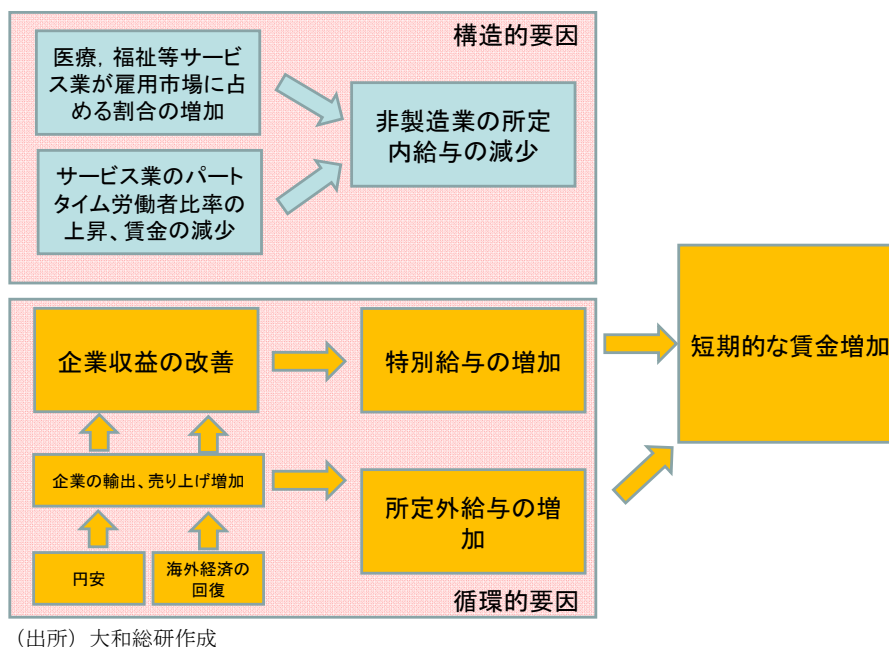 構造的要因
医療，福祉等サービ
ス業が雇用市場に占
める割合の増加
非製造業の所定
内給与の減少
サービス業のパート
タイム労働者比率の
上昇、賃金の減少
短期的な賃金増加
企業収益の改善
特別給与の増加
企業の輸出、売り上げ増加
所定外給与の増
加
円安
海外経済の
回復
循環的要因
（出所）大和総研作成